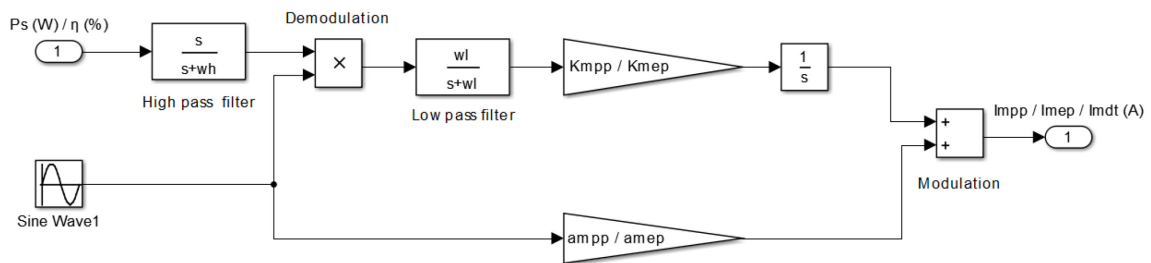 Ps (W) / η (%)
1
s
s+wh
High pass filter
Demodulation
×
wl
s+wl
Low pass filter
Kmpp / Kmep
1
s
+
+
Modulation
Impp / Imep / Imdt (A)
1
Sine Wave1
ampp / amep